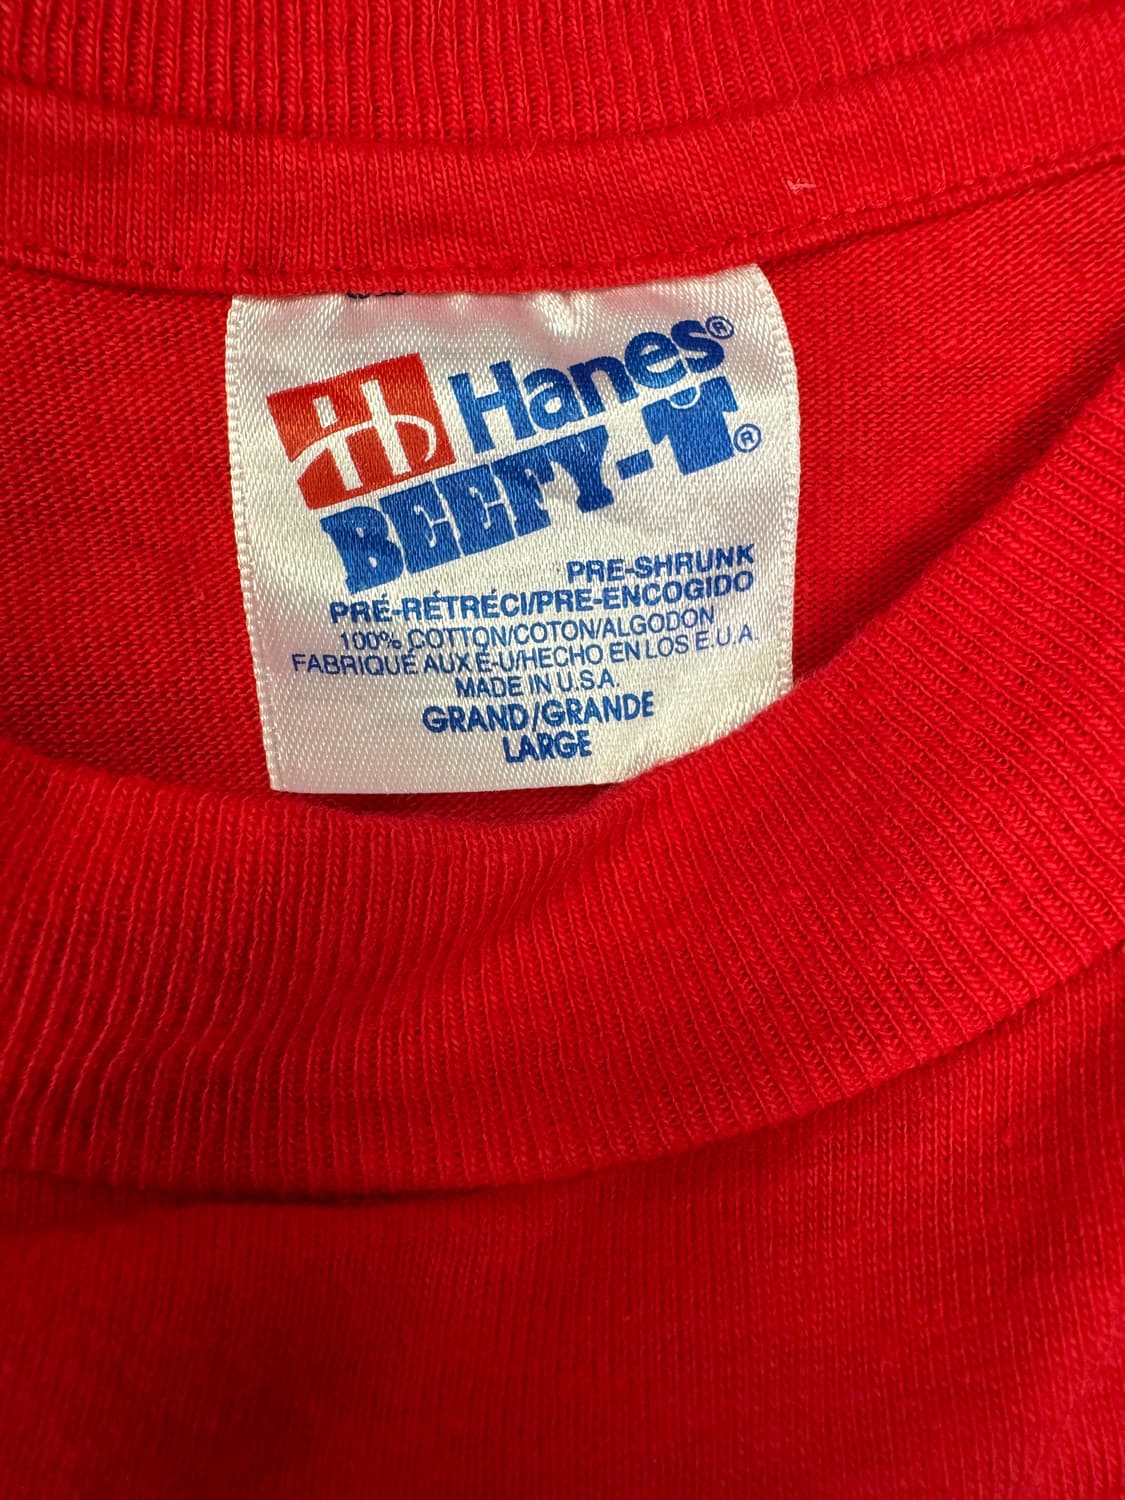 Hanes®
BEEFY-T®
PRE-SHRUNK
PRÉ-RÉTRÉCI/PRE-ENCOGIDO
100% COTTON/COTON/ALGODON
FABRIQUÉ AUX É-U/HECHO EN LOS E.U.A.
MADE IN U.S.A.
GRAND/GRANDE
LARGE